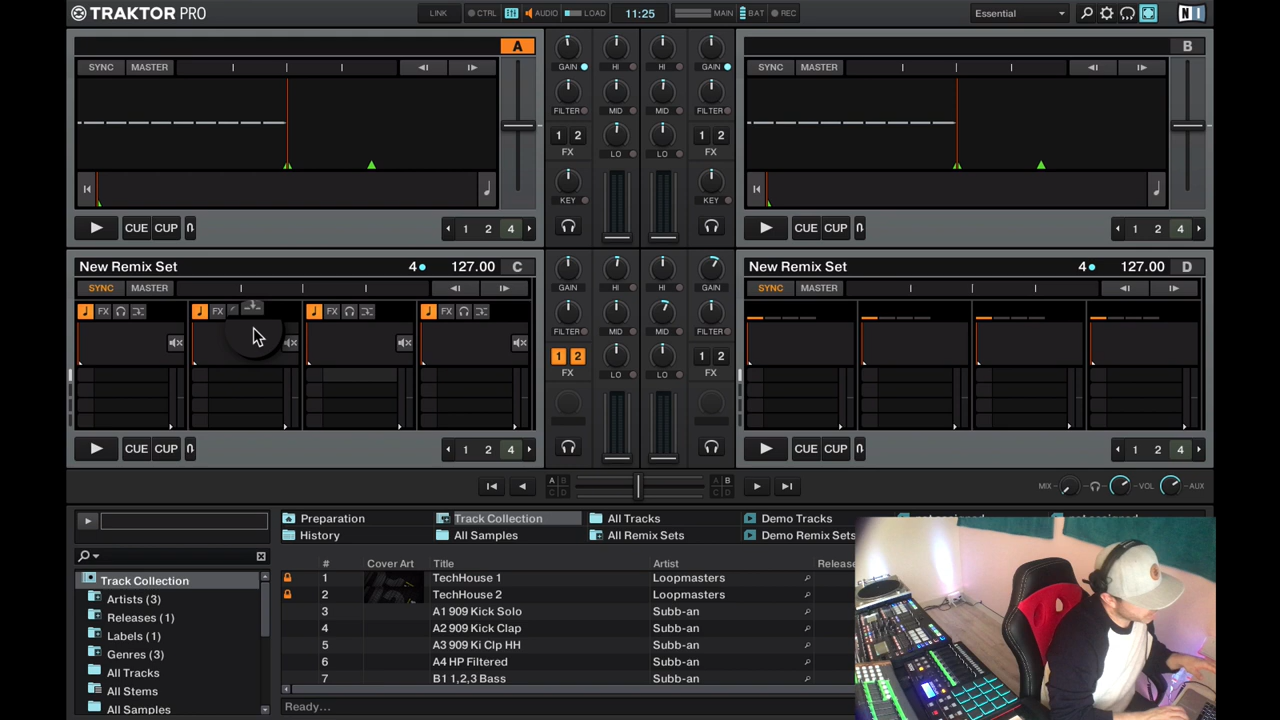 TRAKTOR PRO LINK CTRL AUDIO LOAD 11:25 MAIN BAT REC Essential
A B
SYNC MASTER GAIN HI HI GAIN SYNC MASTER
FILTER MID MID FILTER
1 2 LO LO 1 2
FX FX
KEY KEY
CUE CUP 1 2 4 CUE CUP 1 2 4
New Remix Set 4 127.00 C New Remix Set 4 127.00 D
SYNC MASTER GAIN HI HI GAIN SYNC MASTER
FX FX FX FX
FILTER MID MID FILTER
1 2 LO LO 1 2
FX FX
CUE CUP 1 2 4 CUE CUP 1 2 4
A B A B MIX VOL AUX
C D C D
Preparation Track Collection All Tracks Demo Tracks
History All Samples All Remix Sets Demo Remix Sets
# Cover Art Title Artist Release
Track Collection
Artists (3)
Releases (1)
Labels (1)
Genres (3)
All Tracks
All Stems
All Samples
1 TechHouse 1 Loopmasters
2 TechHouse 2 Loopmasters
3 A1 909 Kick Solo Subb-an
4 A2 909 Kick Clap Subb-an
5 A3 909 Ki Clp HH Subb-an
6 A4 HP Filtered Subb-an
7 B1 1,2,3 Bass Subb-an
Ready...